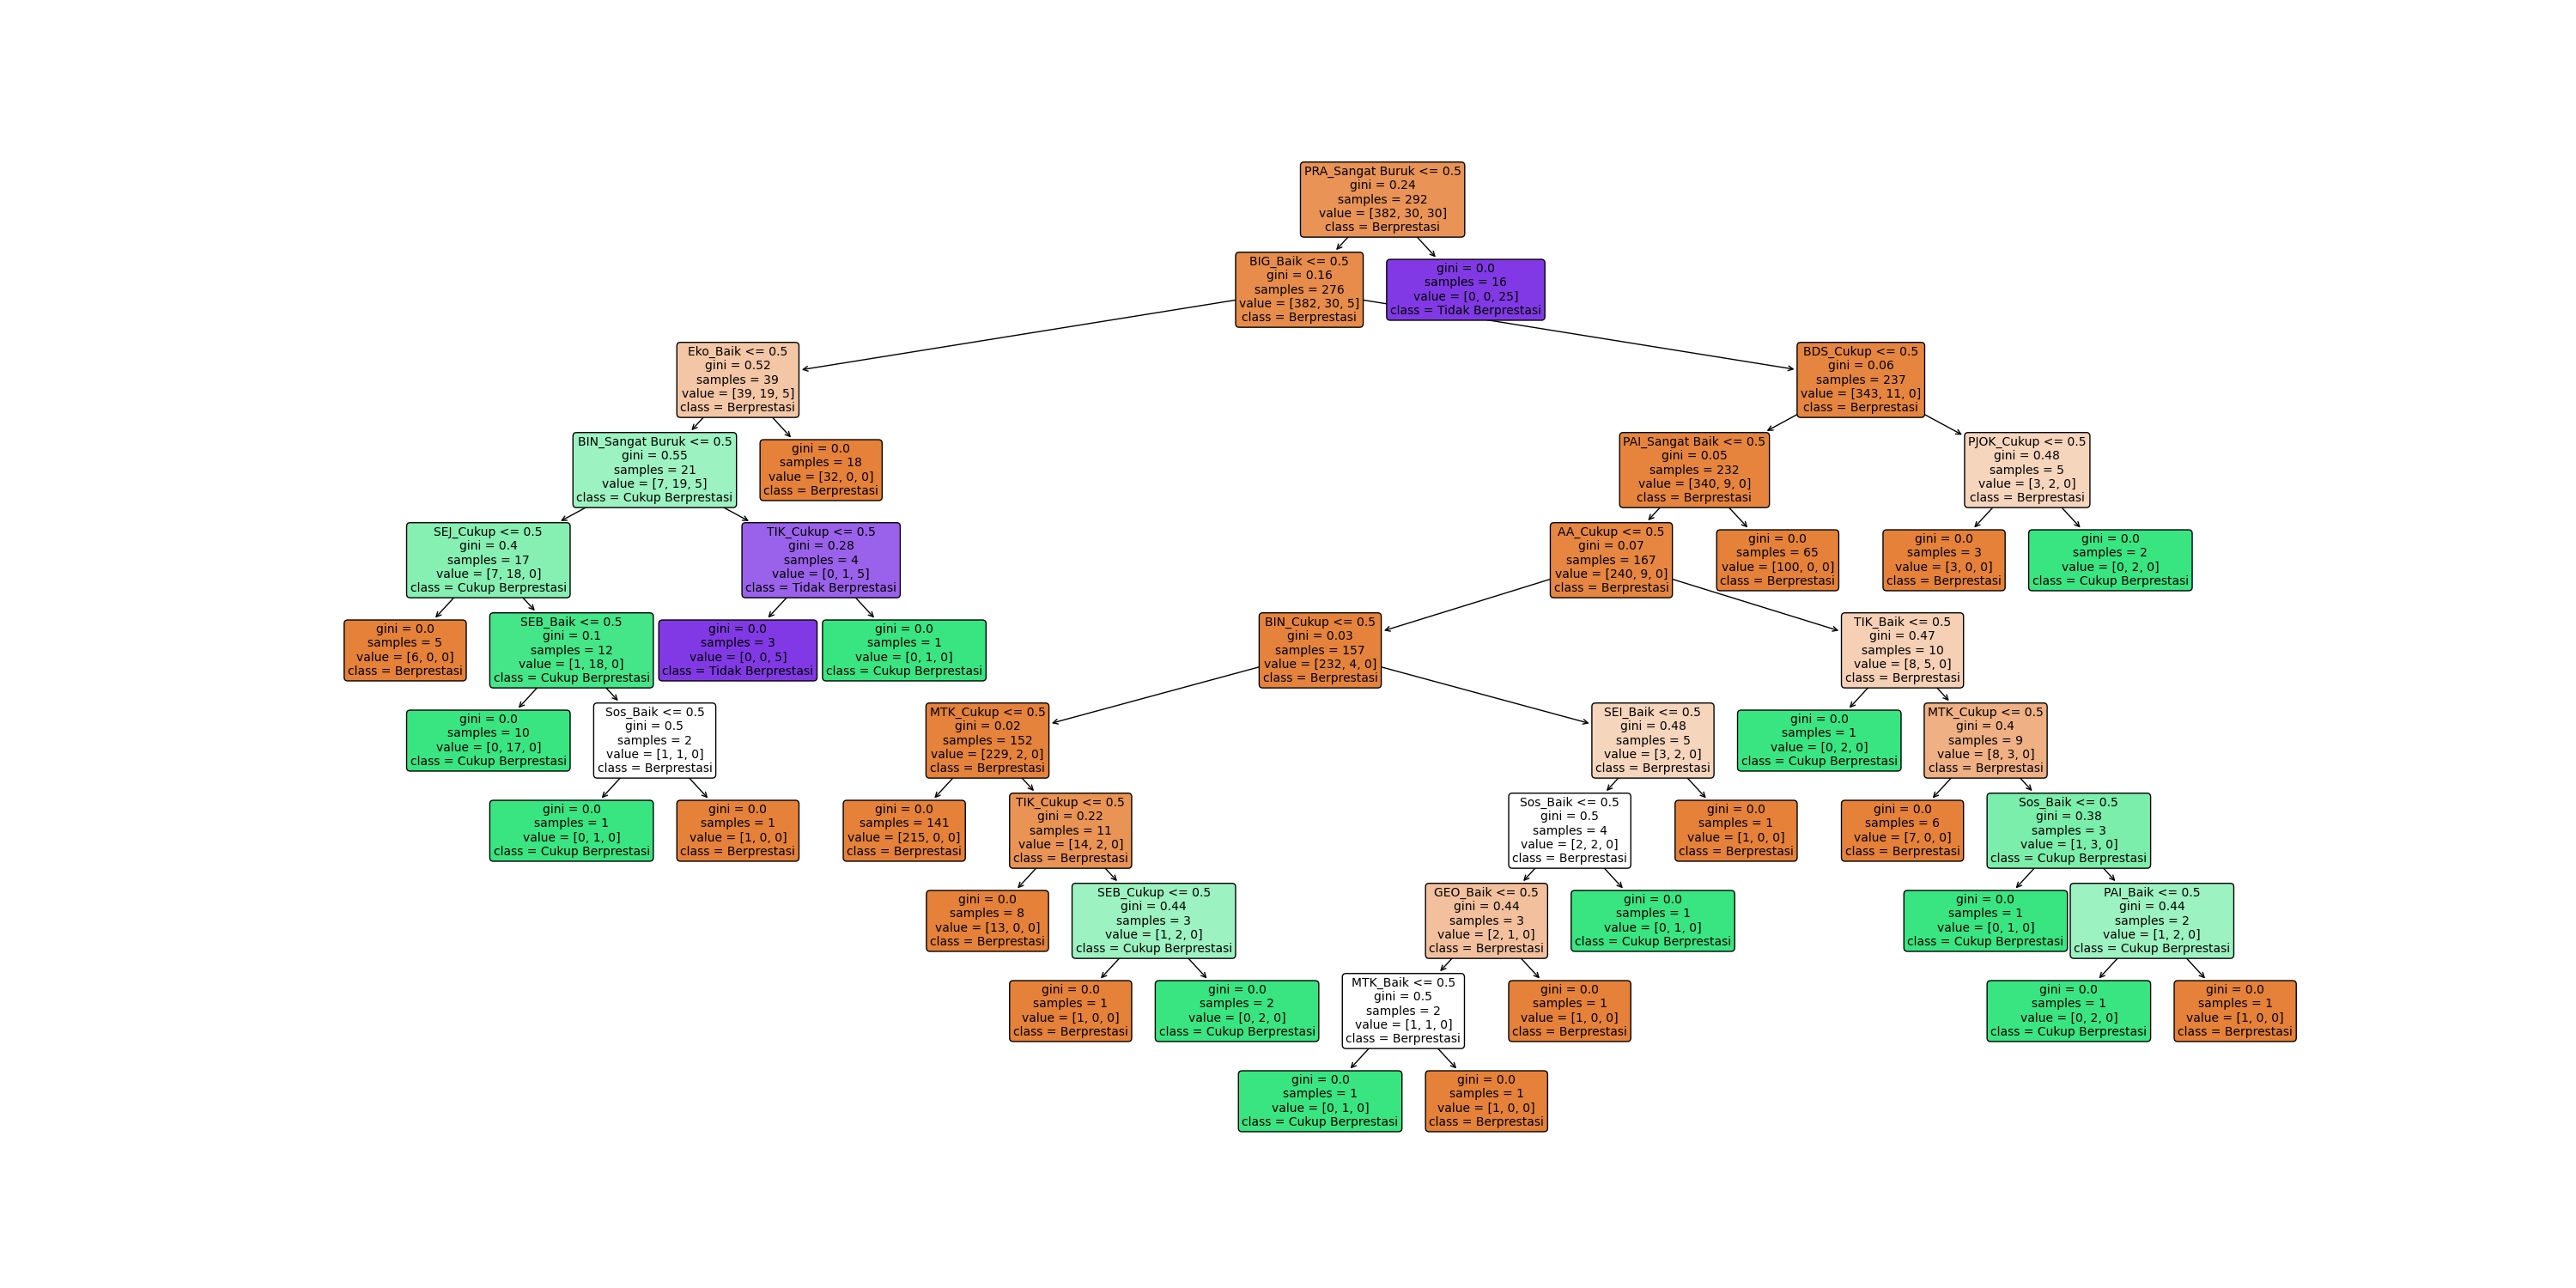 PRA_Sangat Buruk <= 0.5
gini = 0.24
samples = 292
value = [382, 30, 30]
class = Berprestasi
BIG_Baik <= 0.5
gini = 0.16
samples = 276
value = [382, 30, 5]
class = Berprestasi
gini = 0.0
samples = 16
value = [0, 0, 25]
class = Tidak Berprestasi
Eko_Baik <= 0.5
gini = 0.52
samples = 39
value = [39, 19, 5]
class = Berprestasi
BDS_Cukup <= 0.5
gini = 0.06
samples = 237
value = [343, 11, 0]
class = Berprestasi
BIN_Sangat Buruk <= 0.5
gini = 0.55
samples = 21
value = [7, 19, 5]
class = Cukup Berprestasi
gini = 0.0
samples = 18
value = [32, 0, 0]
class = Berprestasi
PAI_Sangat Baik <= 0.5
gini = 0.05
samples = 232
value = [340, 9, 0]
class = Berprestasi
PJOK_Cukup <= 0.5
gini = 0.48
samples = 5
value = [3, 2, 0]
class = Berprestasi
SEJ_Cukup <= 0.5
gini = 0.4
samples = 17
value = [7, 18, 0]
class = Cukup Berprestasi
TIK_Cukup <= 0.5
gini = 0.28
samples = 4
value = [0, 1, 5]
class = Tidak Berprestasi
AA_Cukup <= 0.5
gini = 0.07
samples = 167
value = [240, 9, 0]
class = Berprestasi
gini = 0.0
samples = 65
value = [100, 0, 0]
class = Berprestasi
gini = 0.0
samples = 3
value = [3, 0, 0]
class = Berprestasi
gini = 0.0
samples = 2
value = [0, 2, 0]
class = Cukup Berprestasi
gini = 0.0
samples = 5
value = [6, 0, 0]
class = Berprestasi
SEB_Baik <= 0.5
gini = 0.1
samples = 12
value = [1, 18, 0]
class = Cukup Berprestasi
gini = 0.0
samples = 3
value = [0, 0, 5]
class = Tidak Berprestasi
gini = 0.0
samples = 1
value = [0, 1, 0]
class = Cukup Berprestasi
BIN_Cukup <= 0.5
gini = 0.03
samples = 157
value = [232, 4, 0]
class = Berprestasi
TIK_Baik <= 0.5
gini = 0.47
samples = 10
value = [8, 5, 0]
class = Berprestasi
gini = 0.0
samples = 10
value = [0, 17, 0]
class = Cukup Berprestasi
Sos_Baik <= 0.5
gini = 0.5
samples = 2
value = [1, 1, 0]
class = Berprestasi
MTK_Cukup <= 0.5
gini = 0.02
samples = 152
value = [229, 2, 0]
class = Berprestasi
SEI_Baik <= 0.5
gini = 0.48
samples = 5
value = [3, 2, 0]
class = Berprestasi
gini = 0.0
samples = 1
value = [0, 2, 0]
class = Cukup Berprestasi
MTK_Cukup <= 0.5
gini = 0.4
samples = 9
value = [8, 3, 0]
class = Berprestasi
gini = 0.0
samples = 1
value = [0, 1, 0]
class = Cukup Berprestasi
gini = 0.0
samples = 1
value = [1, 0, 0]
class = Berprestasi
gini = 0.0
samples = 141
value = [215, 0, 0]
class = Berprestasi
TIK_Cukup <= 0.5
gini = 0.22
samples = 11
value = [14, 2, 0]
class = Berprestasi
Sos_Baik <= 0.5
gini = 0.5
samples = 4
value = [2, 2, 0]
class = Berprestasi
gini = 0.0
samples = 1
value = [1, 0, 0]
class = Berprestasi
gini = 0.0
samples = 6
value = [7, 0, 0]
class = Berprestasi
Sos_Baik <= 0.5
gini = 0.38
samples = 3
value = [1, 3, 0]
class = Cukup Berprestasi
gini = 0.0
samples = 8
value = [13, 0, 0]
class = Berprestasi
SEB_Cukup <= 0.5
gini = 0.44
samples = 3
value = [1, 2, 0]
class = Cukup Berprestasi
GEO_Baik <= 0.5
gini = 0.44
samples = 3
value = [2, 1, 0]
class = Berprestasi
gini = 0.0
samples = 1
value = [0, 1, 0]
class = Cukup Berprestasi
gini = 0.0
samples = 1
value = [0, 1, 0]
class = Cukup Berprestasi
PAI_Baik <= 0.5
gini = 0.44
samples = 2
value = [1, 2, 0]
class = Cukup Berprestasi
gini = 0.0
samples = 1
value = [1, 0, 0]
class = Berprestasi
gini = 0.0
samples = 2
value = [0, 2, 0]
class = Cukup Berprestasi
MTK_Baik <= 0.5
gini = 0.5
samples = 2
value = [1, 1, 0]
class = Berprestasi
gini = 0.0
samples = 1
value = [1, 0, 0]
class = Berprestasi
gini = 0.0
samples = 1
value = [0, 2, 0]
class = Cukup Berprestasi
gini = 0.0
samples = 1
value = [1, 0, 0]
class = Berprestasi
gini = 0.0
samples = 1
value = [0, 1, 0]
class = Cukup Berprestasi
gini = 0.0
samples = 1
value = [1, 0, 0]
class = Berprestasi